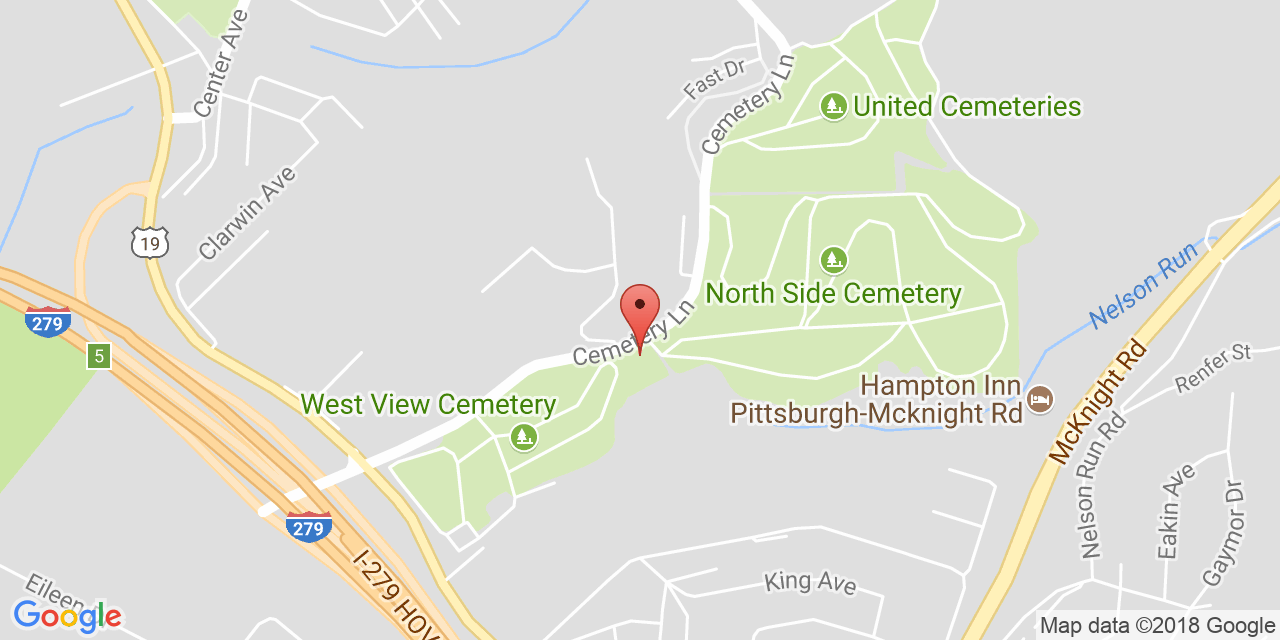 Center Ave
Fast Dr
Cemetery Ln
United Cemeteries
Clarwin Ave
19
Nelson Run
279
North Side Cemetery
5
Cemetery Ln
McKnight Rd
Renfer St
Hampton Inn
Pittsburgh-Mcknight Rd
West View Cemetery
Nelson Run Rd
Eakin Ave
Gaymor Dr
279
I-279 HOV
King Ave
Eileen
Google
Map data ©2018 Google